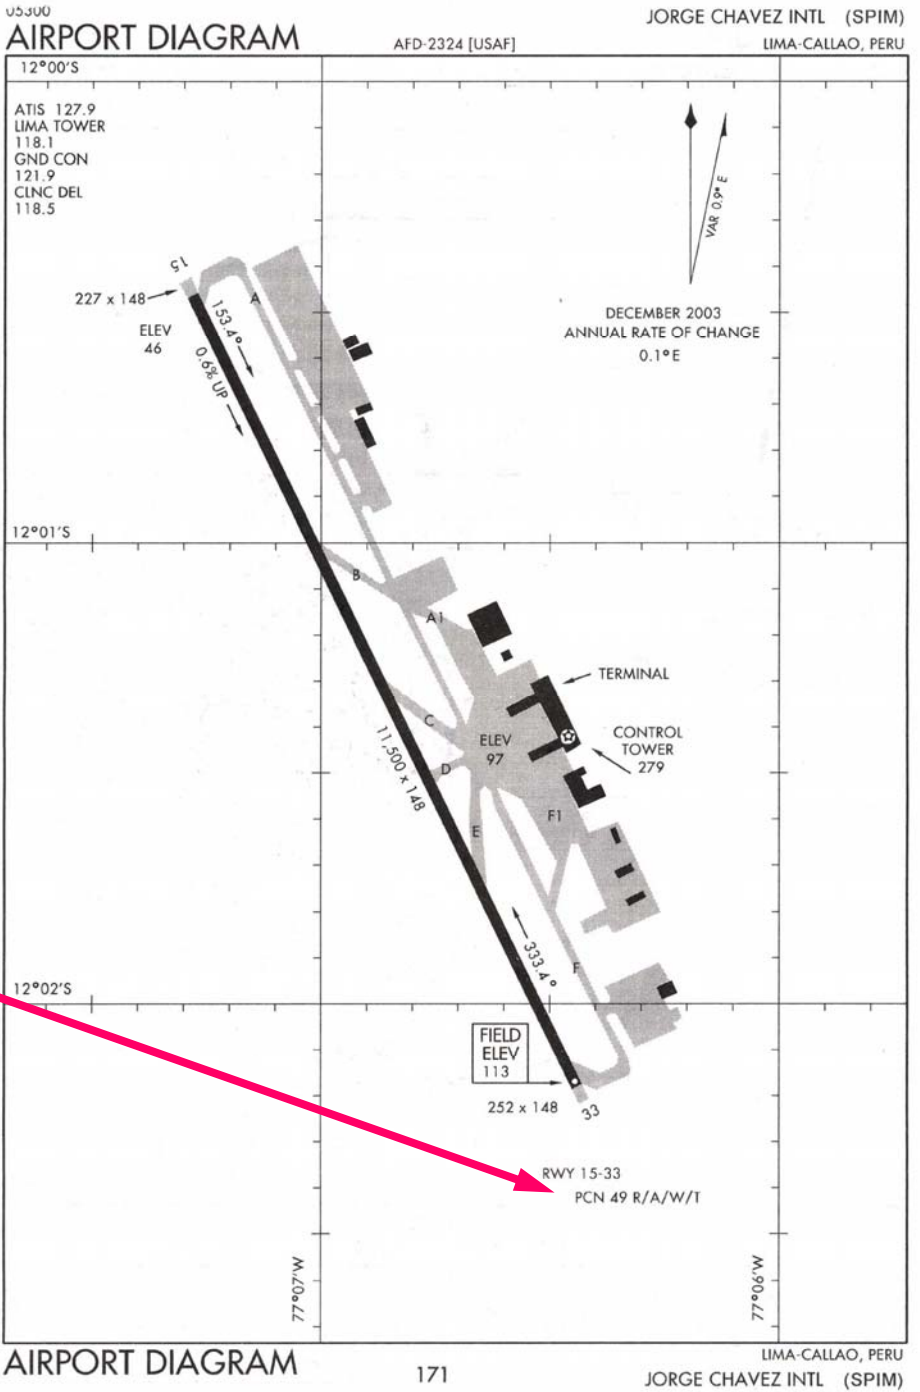 05300
AIRPORT DIAGRAM
AFD-2324 [USAF]
JORGE CHAVEZ INTL (SPIM)
LIMA-CALLAO, PERU
12°00'S
ATIS 127.9
LIMA TOWER
118.1
GND CON
121.9
CLNC DEL
118.5
VAR 0.9° E
DECEMBER 2003
ANNUAL RATE OF CHANGE
0.1° E
15
227 x 148
ELEV
46
A
153.4°
0.6% UP
12°01'S
B
A1
TERMINAL
C
ELEV
97
CONTROL
TOWER
279
D
11,500 x 148
E
F1
333.4°
F
12°02'S
FIELD
ELEV
113
252 x 148
33
RWY 15-33
PCN 49 R/A/W/T
77°07'W
77°06'W
AIRPORT DIAGRAM
171
LIMA-CALLAO, PERU
JORGE CHAVEZ INTL (SPIM)